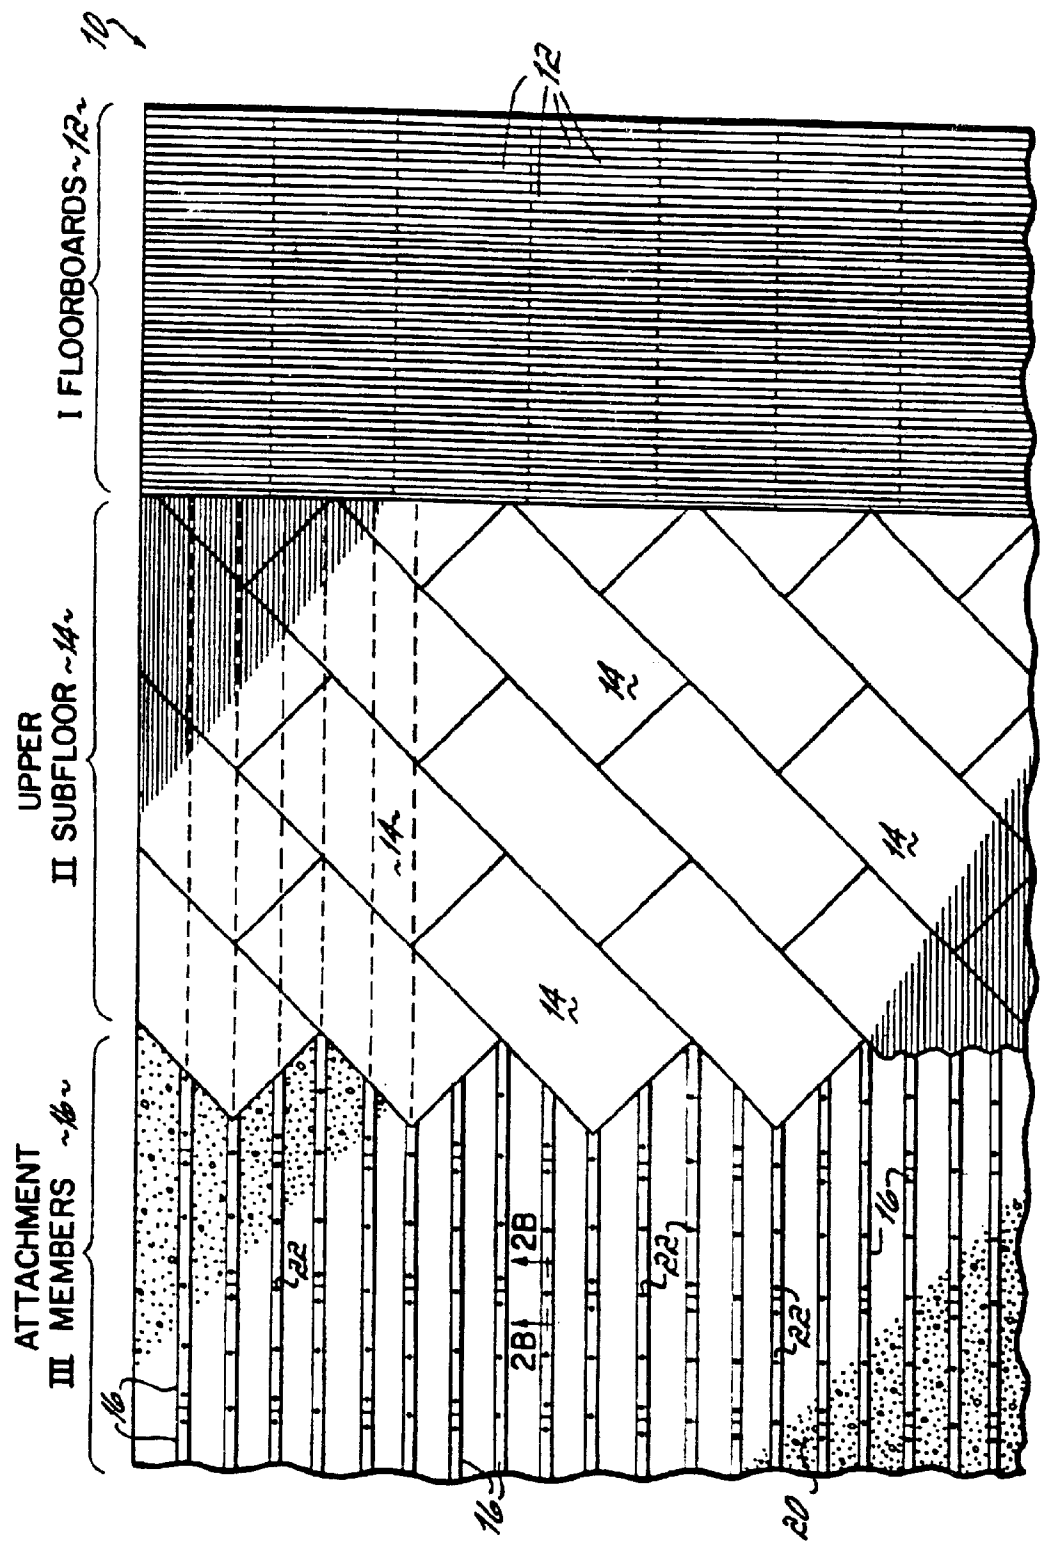 10
ATTACHMENT
III MEMBERS ~16~
UPPER
II SUBFLOOR ~14~
I FLOORBOARDS~12~
16
12
14
~14~
14
14
22
2B
2B
22
22
16
16
20